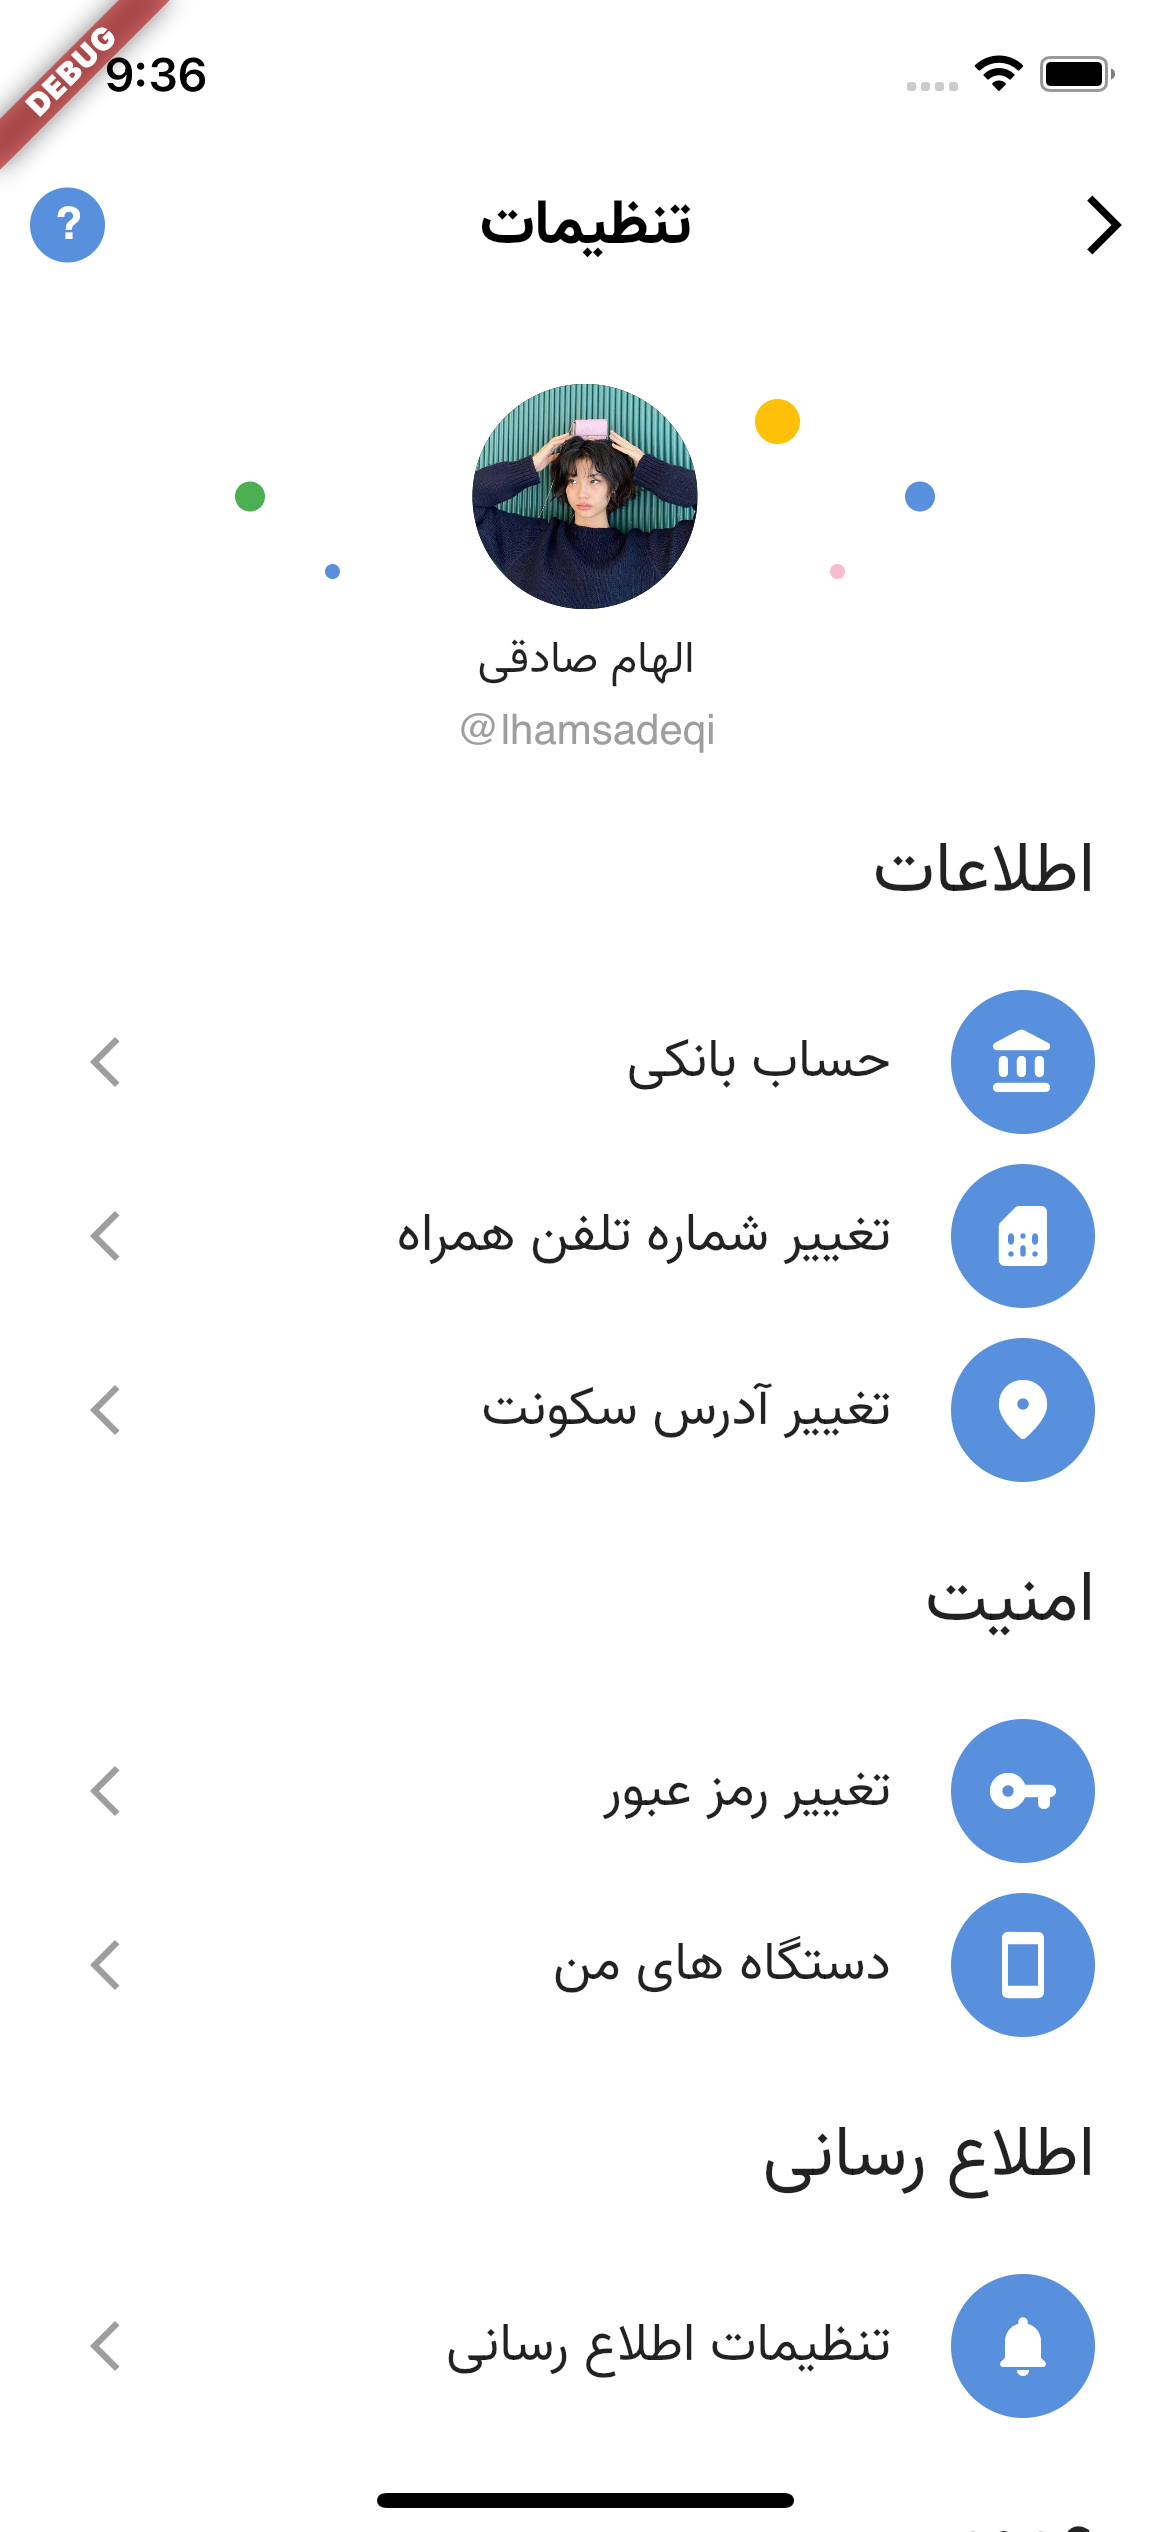 DEBUG
9:36
تنظیمات
?
الهام صادقی
@lhamsadeqi
اطلاعات
حساب بانکی
تغییر شماره تلفن همراه
تغییر آدرس سکونت
امنیت
تغییر رمز عبور
دستگاه های من
اطلاع رسانی
تنظیمات اطلاع رسانی